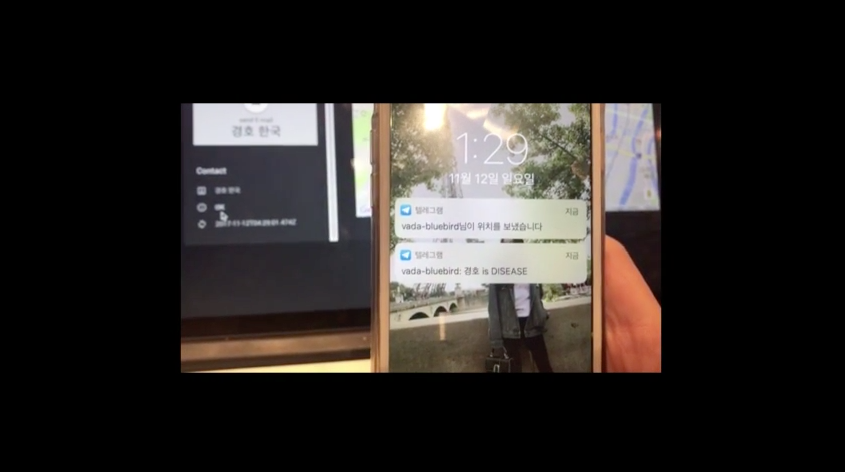 경호 한국
Contact
경호 한국
OK
1:29
11월 12일 일요일
텔레그램
지금
vada-bluebird님이 위치를 보냈습니다
텔레그램
지금
vada-bluebird: 경호 is DISEASE